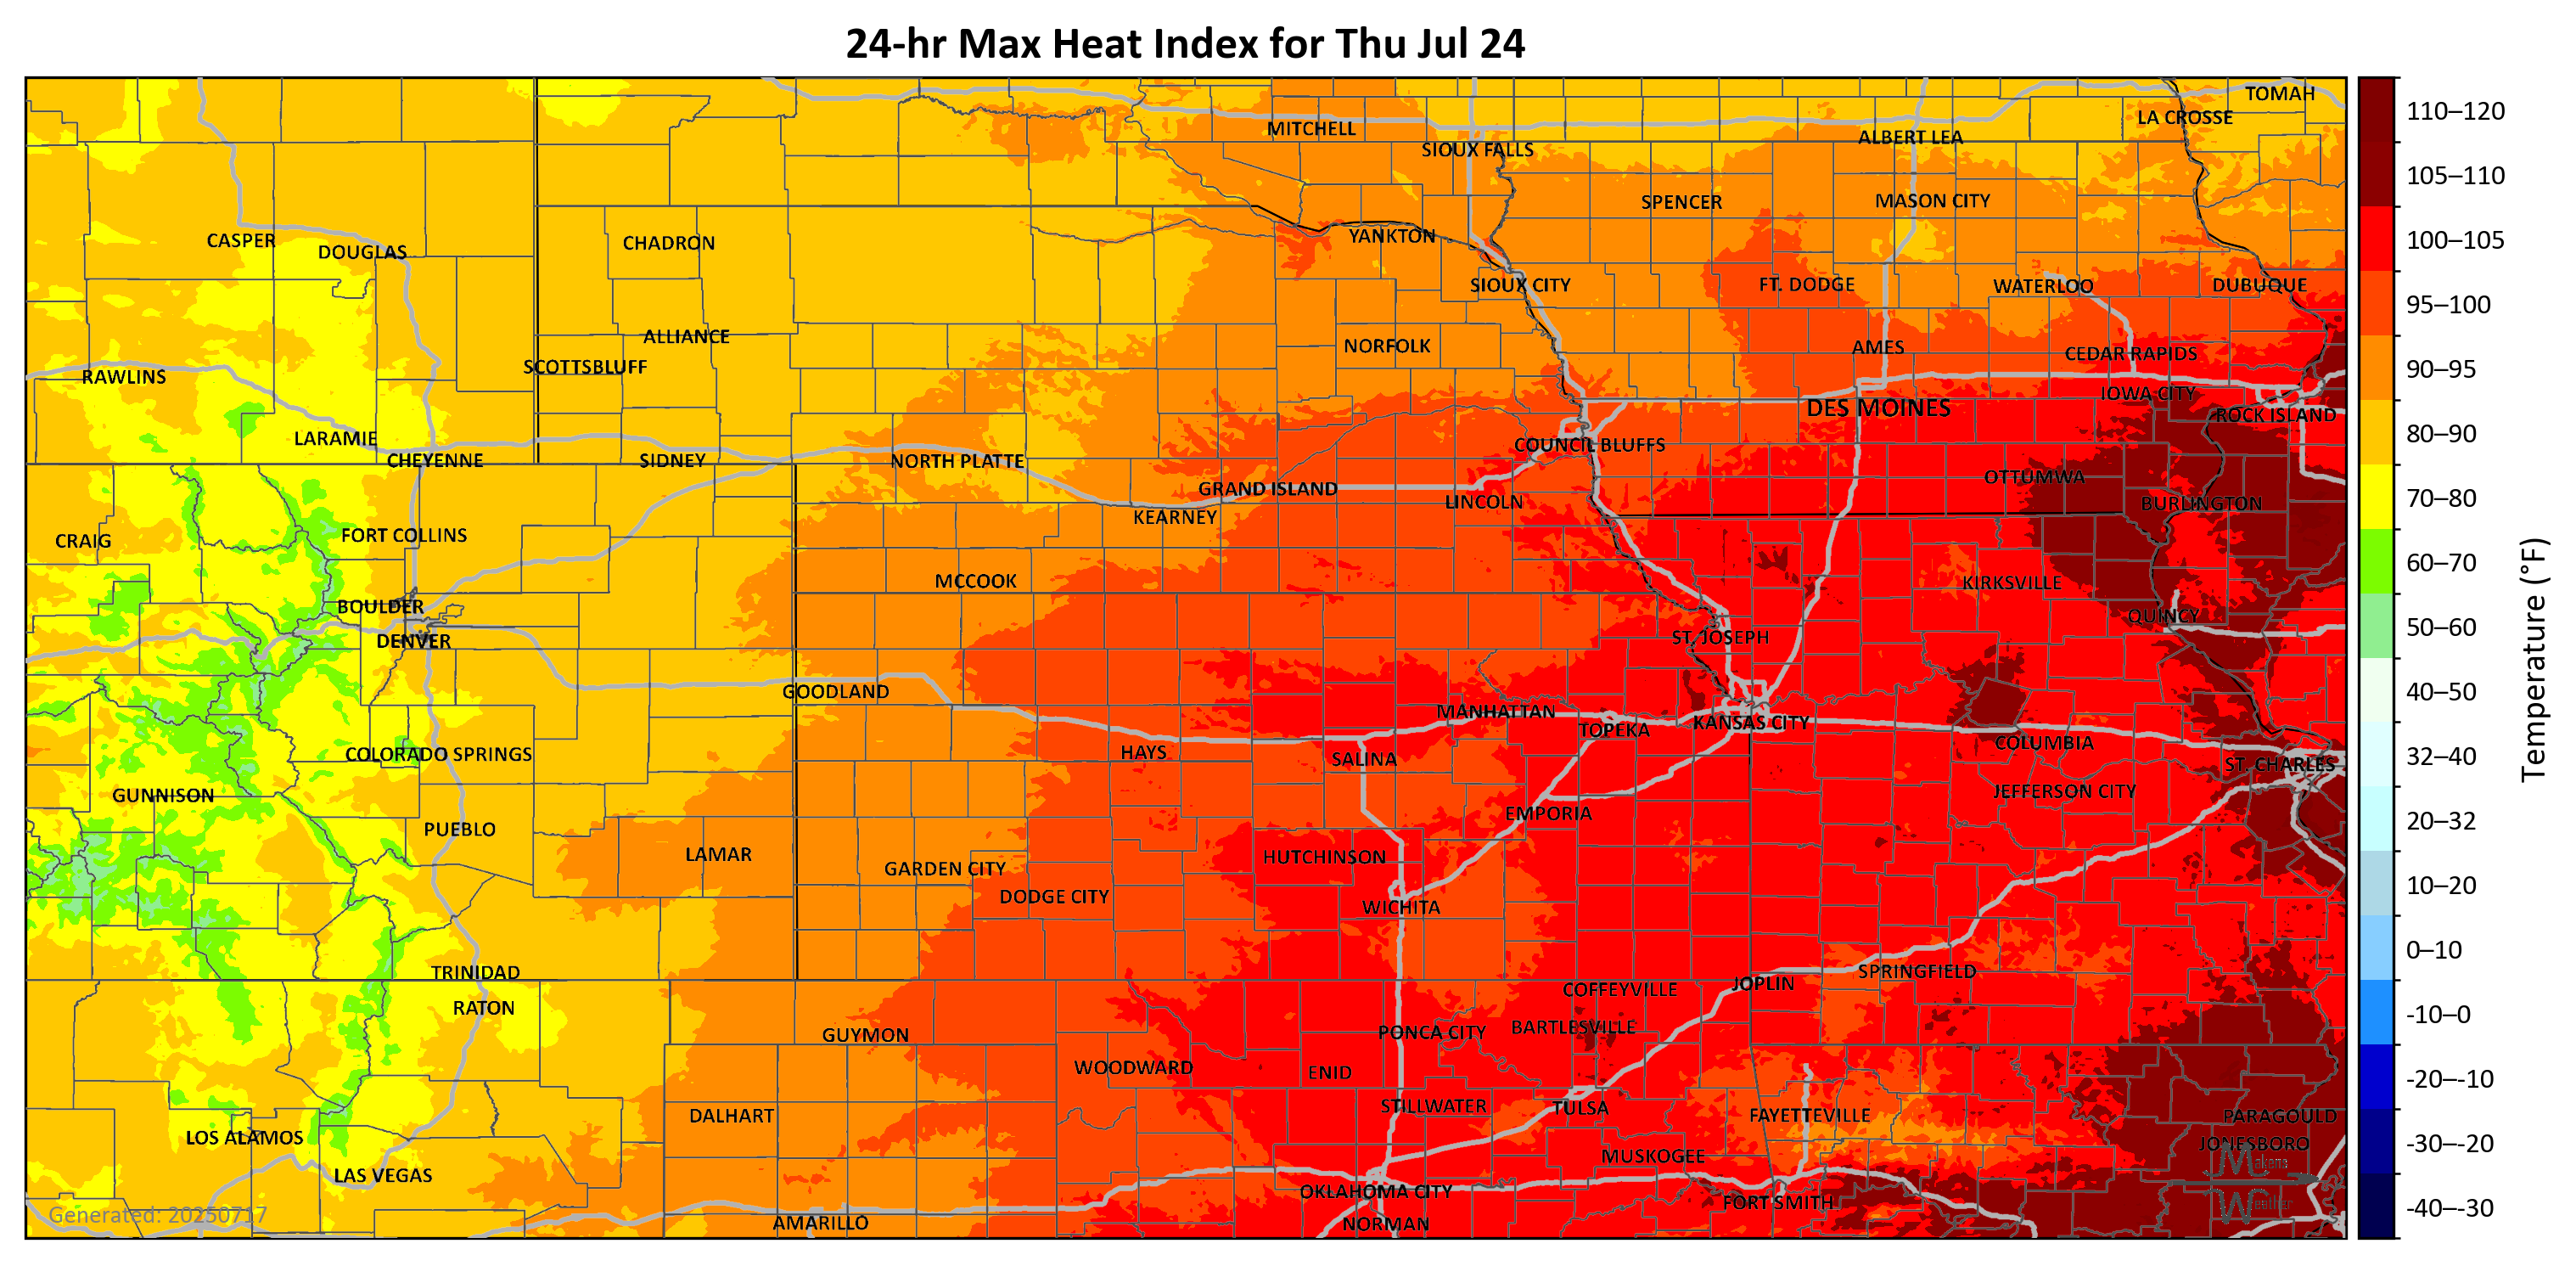 24-hr Max Heat Index for Thu Jul 24
TOMAH
LA CROSSE
MITCHELL
ALBERT LEA
SIOUX FALLS
SPENCER
MASON CITY
YANKTON
CASPER
CHADRON
DOUGLAS
SIOUX CITY
FT. DODGE
WATERLOO
DUBUQUE
ALLIANCE
NORFOLK
AMES
CEDAR RAPIDS
SCOTTSBLUFF
RAWLINS
IOWA CITY
DES MOINES
ROCK ISLAND
LARAMIE
COUNCIL BLUFFS
CHEYENNE
SIDNEY
NORTH PLATTE
OTTUMWA
GRAND ISLAND
LINCOLN
BURLINGTON
KEARNEY
FORT COLLINS
CRAIG
MCCOOK
KIRKSVILLE
BOULDER
QUINCY
DENVER
ST. JOSEPH
GOODLAND
MANHATTAN
TOPEKA
KANSAS CITY
COLUMBIA
COLORADO SPRINGS
HAYS
SALINA
ST. CHARLES
GUNNISON
JEFFERSON CITY
EMPORIA
PUEBLO
LAMAR
HUTCHINSON
GARDEN CITY
DODGE CITY
WICHITA
TRINIDAD
SPRINGFIELD
JOPLIN
COFFEYVILLE
RATON
BARTLESVILLE
GUYMON
PONCA CITY
WOODWARD
ENID
STILLWATER
TULSA
DALHART
FAYETTEVILLE
PARAGOULD
LOS ALAMOS
JONESBORO
MUSKOGEE
LAS VEGAS
OKLAHOMA CITY
FORT SMITH
AMARILLO
NORMAN
Generated: 20250717
Makens
Weather
110–120
105–110
100–105
95–100
90–95
80–90
70–80
60–70
50–60
40–50
32–40
20–32
10–20
0–10
-10–0
-20–-10
-30–-20
-40–-30
Temperature (°F)